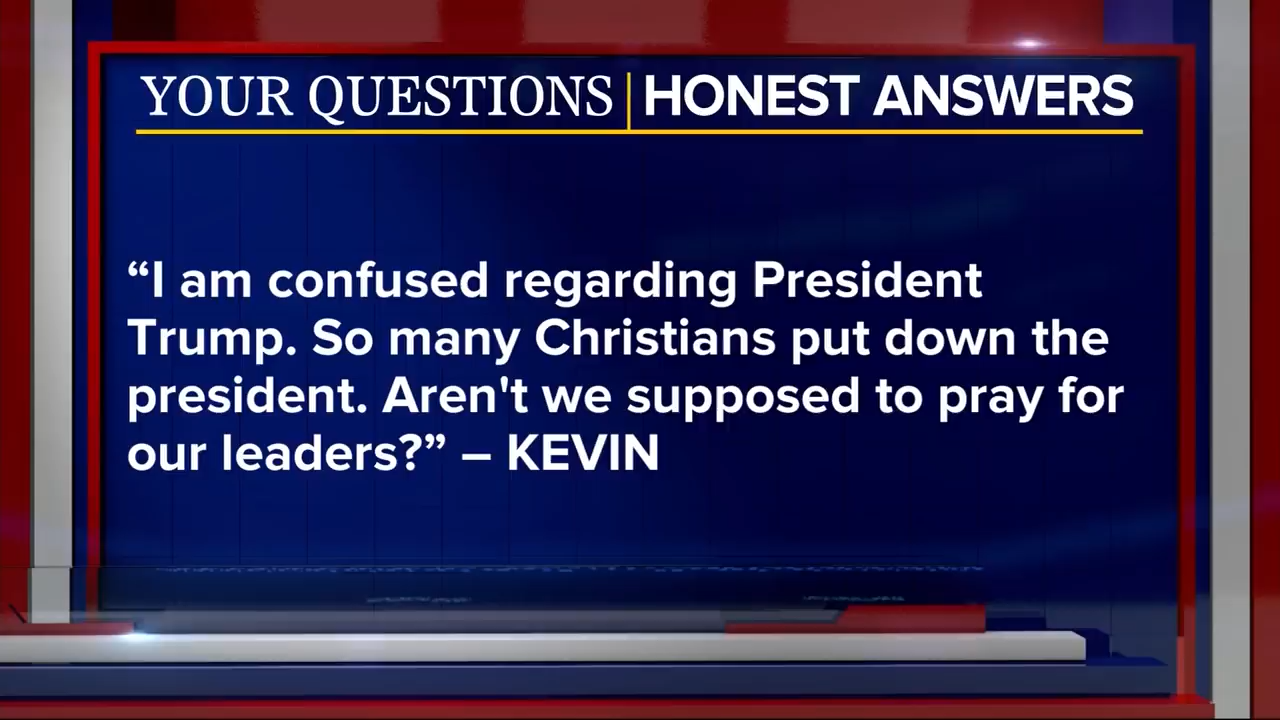 YOUR QUESTIONS | HONEST ANSWERS
“I am confused regarding President
Trump. So many Christians put down the
president. Aren't we supposed to pray for
our leaders?” – KEVIN